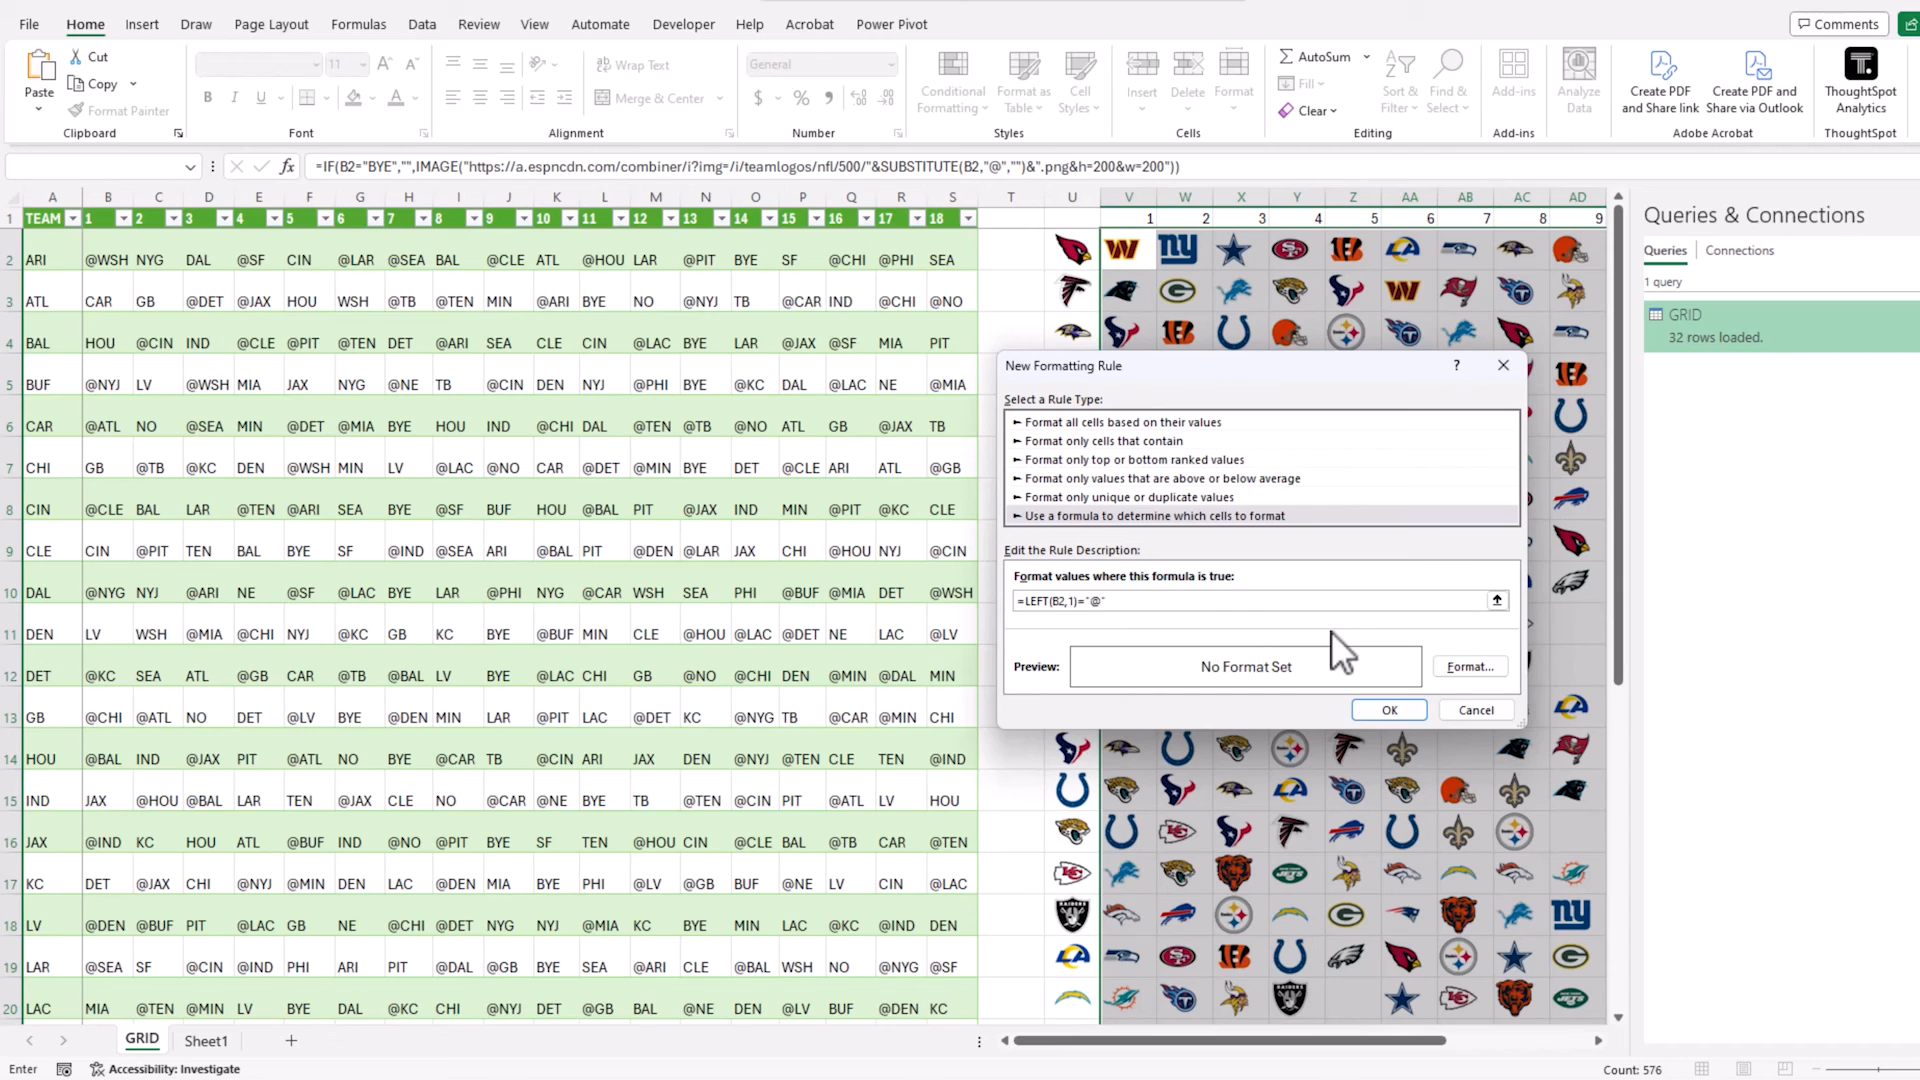 File Home Insert Draw Page Layout Formulas Data Review View Automate Developer Help Acrobat Power Pivot Comments
Cut
Copy
Format Painter
Paste
Clipboard
11
Font
Wrap Text
Merge & Center
Alignment
General
Number
Conditional Formatting
Format as Table
Cell Styles
Styles
Insert Delete Format
Cells
AutoSum
Fill
Clear
Sort & Filter
Find & Select
Editing
Add-ins
Add-ins
Analyze Data
Create PDF and Share link
Create PDF and Share via Outlook
Adobe Acrobat
ThoughtSpot Analytics
ThoughtSpot
=IF(B2="BYE","",IMAGE("https://a.espncdn.com/combiner/i?img=/i/teamlogos/nfl/500/"&SUBSTITUTE(B2,"@","")&".png&h=200&w=200"))
A B C D E F G H I J K L M N O P Q R S T U V W X Y Z AA AB AC AD
1 TEAM 1 2 3 4 5 6 7 8 9 10 11 12 13 14 15 16 17 18 1 2 3 4 5 6 7 8 9
2 ARI @WSH NYG DAL @SF CIN @LAR @SEA BAL @CLE ATL @HOU LAR @PIT BYE SF @CHI @PHI SEA
3 ATL CAR GB @DET @JAX HOU WSH @TB @TEN MIN @ARI BYE NO @NYJ TB @CAR IND @CHI @NO
4 BAL HOU @CIN IND @CLE @PIT @TEN DET @ARI SEA CLE CIN @LAC BYE LAR @JAX @SF MIA PIT
5 BUF @NYJ LV @WSH MIA JAX NYG @NE TB @CIN DEN NYJ @PHI BYE @KC DAL @LAC NE @MIA
6 CAR @ATL NO @SEA MIN @DET @MIA BYE HOU IND @CHI DAL @TEN @TB @NO ATL GB @JAX TB
7 CHI GB @TB @KC DEN @WSH MIN LV @LAC @NO CAR @DET @MIN BYE DET @CLE ARI ATL @GB
8 CIN @CLE BAL LAR @TEN @ARI SEA BYE @SF BUF HOU @BAL PIT @JAX IND MIN @PIT @KC CLE
9 CLE CIN @PIT TEN BAL BYE SF @IND @SEA ARI @BAL PIT @DEN @LAR JAX CHI @HOU NYJ @CIN
10 DAL @NYG NYJ @ARI NE @SF @LAC BYE LAR @PHI NYG @CAR WSH SEA PHI @BUF @MIA DET @WSH
11 DEN LV WSH @MIA @CHI NYJ @KC GB KC BYE @BUF MIN CLE @HOU @LAC @DET NE LAC @LV
12 DET @KC SEA ATL @GB CAR @TB @BAL LV BYE @LAC CHI GB @NO @CHI DEN @MIN @DAL MIN
13 GB @CHI @ATL NO DET @LV BYE @DEN MIN LAR @PIT LAC @DET KC @NYG TB @CAR @MIN CHI
14 HOU @BAL IND @JAX PIT @ATL NO BYE @CAR TB @CIN ARI JAX DEN @NYJ @TEN CLE TEN @IND
15 IND JAX @HOU @BAL LAR TEN @JAX CLE NO @CAR @NE BYE TB @TEN @CIN PIT @ATL LV HOU
16 JAX @IND KC HOU ATL @BUF IND @NO @PIT BYE SF TEN @HOU CIN @CLE BAL @TB CAR @TEN
17 KC DET @JAX CHI @NYJ @MIN DEN LAC @DEN MIA BYE PHI @LV @GB BUF @NE LV CIN @LAC
18 LV @DEN @BUF PIT @LAC GB NE @CHI @DET NYG NYJ @MIA KC BYE MIN LAC @KC @IND DEN
19 LAR @SEA SF @CIN @IND PHI ARI PIT @DAL @GB BYE SEA @ARI CLE @BAL WSH NO @NYG @SF
20 LAC MIA @TEN @MIN LV BYE DAL @KC CHI @NYJ DET @GB BAL @NE DEN @LV BUF @DEN KC
New Formatting Rule ?
Select a Rule Type:
► Format all cells based on their values
► Format only cells that contain
► Format only top or bottom ranked values
► Format only values that are above or below average
► Format only unique or duplicate values
► Use a formula to determine which cells to format
Edit the Rule Description:
Format values where this formula is true:
=LEFT(B2,1)="@"
Preview: No Format Set Format...
OK Cancel
Queries & Connections
Queries Connections
1 query
GRID
32 rows loaded.
GRID Sheet1
Enter Accessibility: Investigate Count: 576